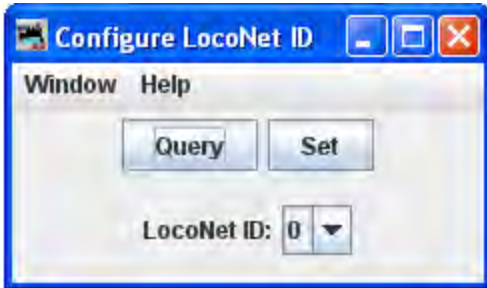 Configure LocoNet ID
Window Help
Query Set
LocoNet ID: 0